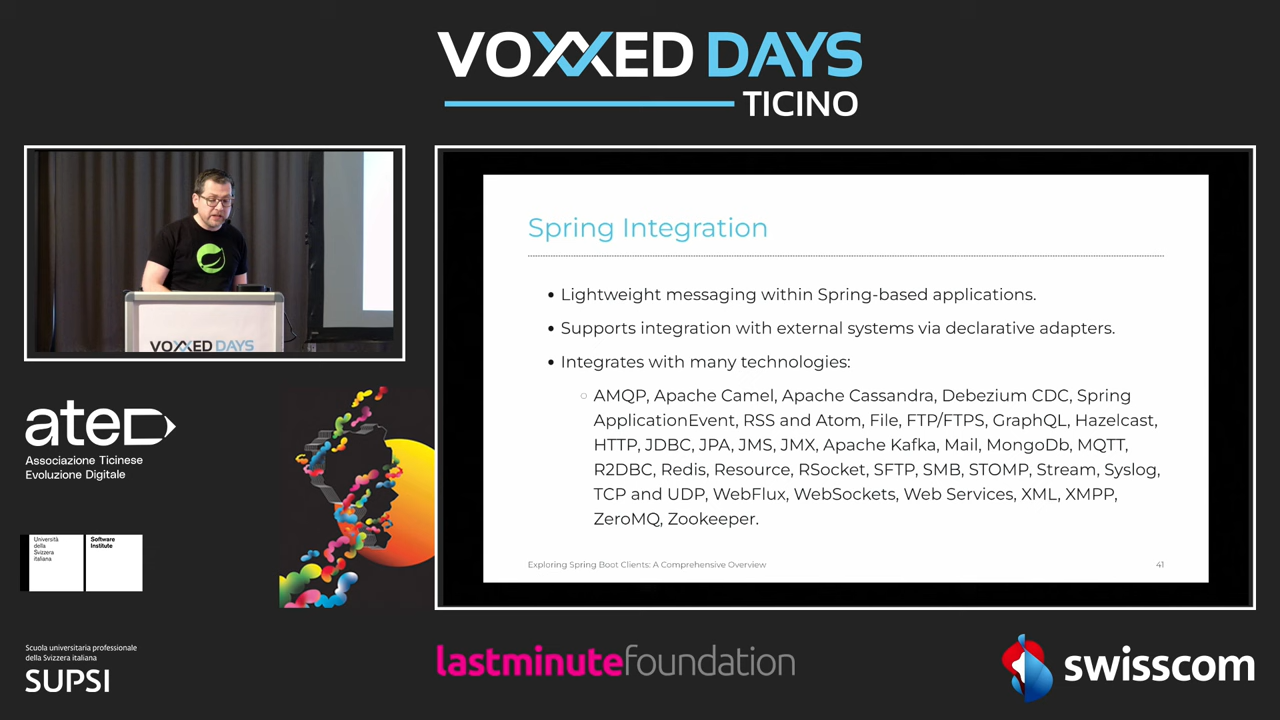 VOXXED DAYS
TICINO
VOXXED DAYS
Spring Integration
Lightweight messaging within Spring-based applications.
Supports integration with external systems via declarative adapters.
Integrates with many technologies:
AMQP, Apache Camel, Apache Cassandra, Debezium CDC, Spring
ApplicationEvent, RSS and Atom, File, FTP/FTPS, GraphQL, Hazelcast,
HTTP, JDBC, JPA, JMS, JMX, Apache Kafka, Mail, MongoDb, MQTT,
R2DBC, Redis, Resource, RSocket, SFTP, SMB, STOMP, Stream, Syslog,
TCP and UDP, WebFlux, WebSockets, Web Services, XML, XMPP,
ZeroMQ, Zookeeper.
Exploring Spring Boot Clients: A Comprehensive Overview
41
ated
Associazione Ticinese
Evoluzione Digitale
Università
della
Svizzera
italiana
Software
Institute
Scuola universitaria professionale
della Svizzera italiana
SUPSI
lastminutefoundation
swisscom